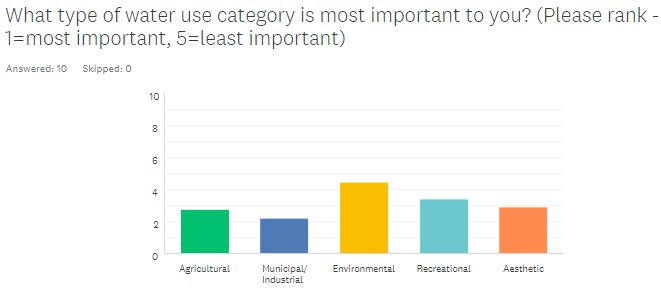 What type of water use category is most important to you? (Please rank -
1=most important, 5=least important)
Answered: 10 Skipped: 0
10
8
6
4
2
0
Agricultural Municipal/ Environmental Recreational Aesthetic
Industrial